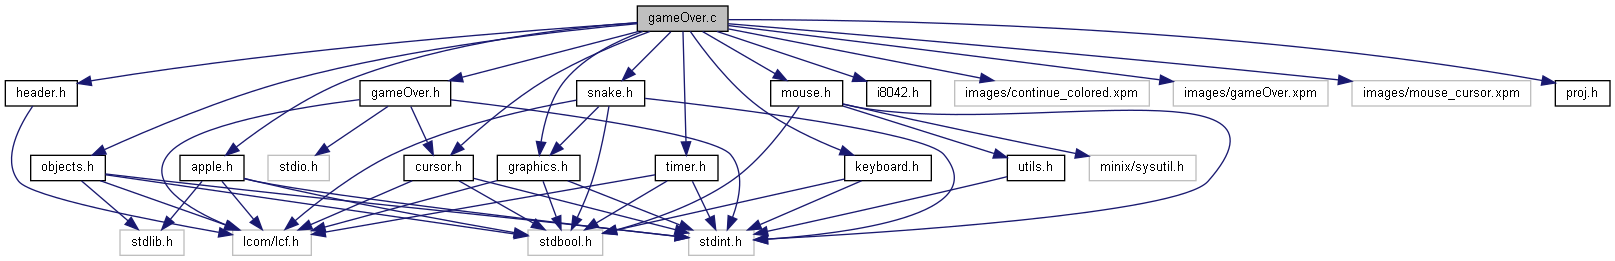 gameOver.c
header.h
gameOver.h
snake.h
mouse.h
i8042.h
images/continue_colored.xpm
images/gameOver.xpm
images/mouse_cursor.xpm
proj.h
objects.h
apple.h
stdio.h
cursor.h
graphics.h
timer.h
keyboard.h
utils.h
minix/sysutil.h
stdlib.h
lcom/lcf.h
stdbool.h
stdint.h